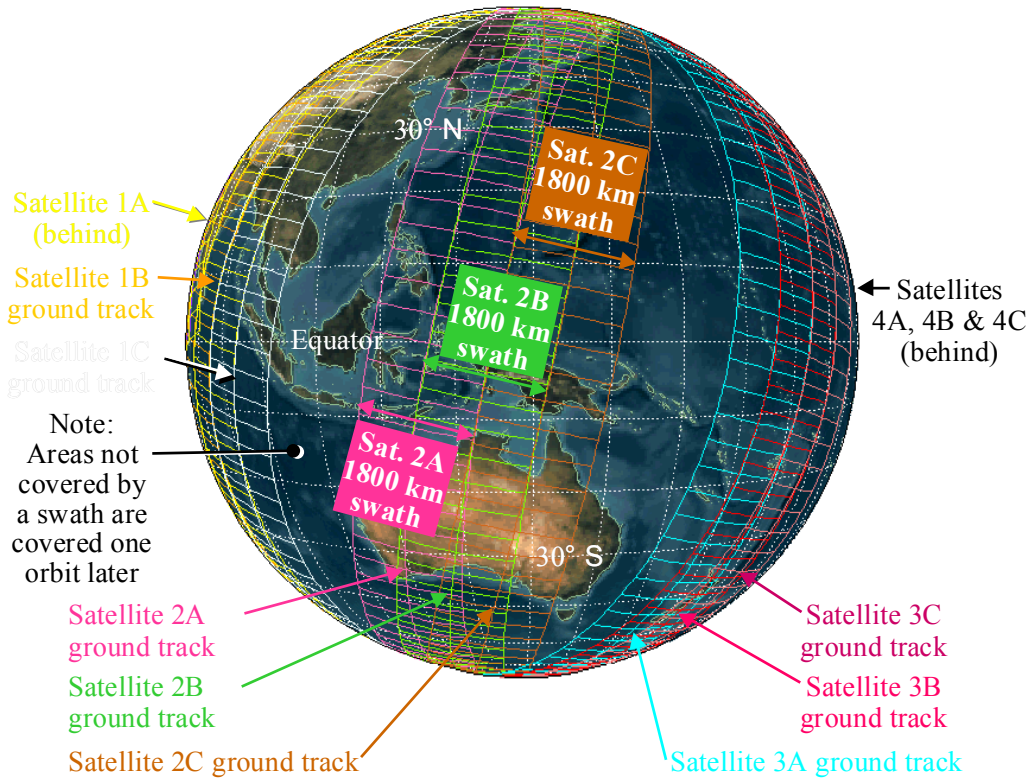 30° N
Sat. 2C
1800 km
swath
Satellite 1A
(behind)
Satellite 1B
ground track
Sat. 2B
1800 km
swath
Satellites
4A, 4B & 4C
(behind)
Equator
Satellite 1C
ground track
Note:
Areas not
covered by
a swath are
covered one
orbit later
Sat. 2A
1800 km
swath
30° S
Satellite 2A
ground track
Satellite 3C
ground track
Satellite 2B
ground track
Satellite 3B
ground track
Satellite 2C ground track
Satellite 3A ground track